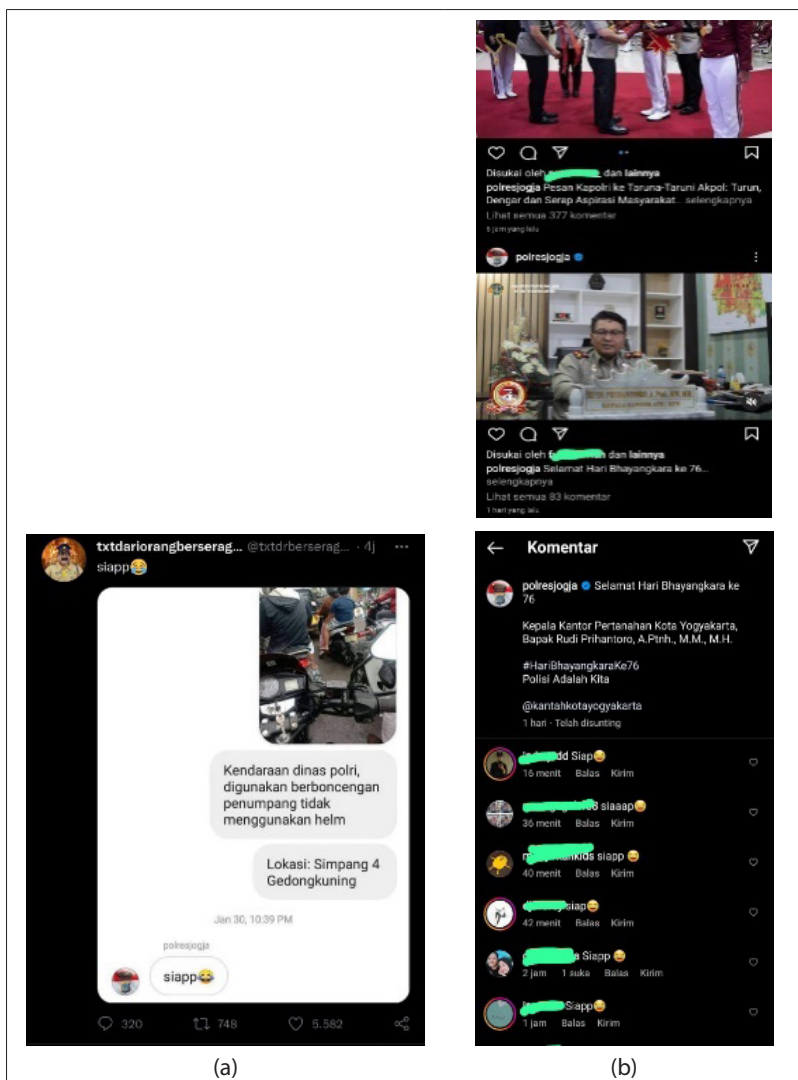 Disukai oleh dan lainnya
polresjogja Pesan Kapolri ke Taruna-Taruni Akpol: Turun,
Dengar dan Serap Aspirasi Masyarakat... selengkapnya
Lihat semua 377 komentar
5 jam yang lalu
polresjogja
Disukai oleh dan lainnya
polresjogja Selamat Hari Bhayangkara ke 76...
selengkapnya
Lihat semua 83 komentar
1 hari yang lalu
txtdariorangberserag... @txtdrberserag... · 4j
siapp😂
Kendaraan dinas polri,
digunakan berboncengan
penumpang tidak
menggunakan helm
Lokasi: Simpang 4
Gedongkuning
Jan 30, 10:39 PM
polresjogja
siapp😂
320 748 5.582
(a)
Komentar
polresjogja Selamat Hari Bhayangkara ke
76
Kepala Kantor Pertanahan Kota Yogyakarta,
Bapak Rudi Prihantoro, A.Ptnh., M.M., M.H.
#HariBhayangkaraKe76
Polisi Adalah Kita
@kantahkotayogyakarta
1 hari · Telah disunting
Siap😂
16 menit Balas Kirim
siaaap😂
36 menit Balas Kirim
siapp😂
40 menit Balas Kirim
siap😂
42 menit Balas Kirim
Siapp😂
2 jam 1 suka Balas Kirim
Siapp😂
1 jam Balas Kirim
(b)